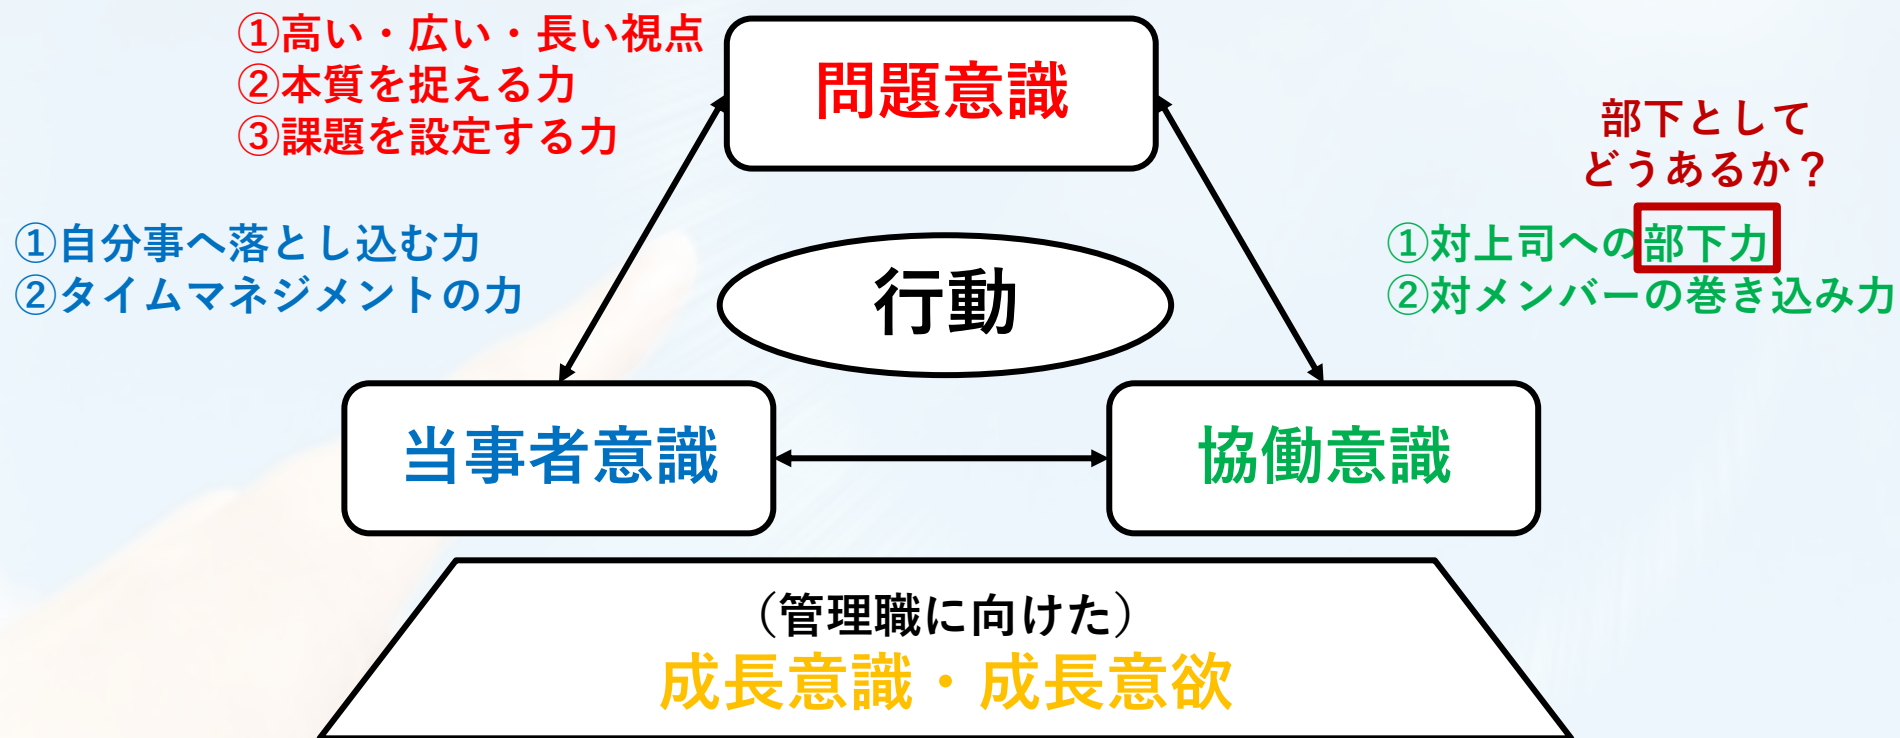 ①高い・広い・長い視点
②本質を捉える力
③課題を設定する力
問題意識
部下として
どうあるか？
①自分事へ落とし込む力
②タイムマネジメントの力
行動
①対上司への部下力
②対メンバーの巻き込み力
当事者意識
協働意識
（管理職に向けた）
成長意識・成長意欲